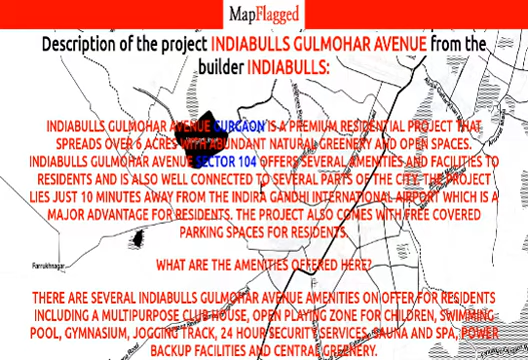 MapFlagged
Description of the project INDIABULLS GULMOHAR AVENUE from the
builder INDIABULLS:
INDIABULLS GULMOHAR AVENUE GURGAON IS A PREMIUM RESIDENTIAL PROJECT THAT
SPREADS OVER 6 ACRES WITH ABUNDANT NATURAL GREENERY AND OPEN SPACES.
INDIABULLS GULMOHAR AVENUE SECTOR 104 OFFERS SEVERAL AMENITIES AND FACILITIES TO
RESIDENTS AND IS ALSO WELL CONNECTED TO SEVERAL PARTS OF THE CITY. THE PROJECT
LIES JUST 10 MINUTES AWAY FROM THE INDIRA GANDHI INTERNATIONAL AIRPORT WHICH IS A
MAJOR ADVANTAGE FOR RESIDENTS. THE PROJECT ALSO COMES WITH FREE COVERED
PARKING SPACES FOR RESIDENTS.
Farrukhnagar
WHAT ARE THE AMENITIES OFFERED HERE?
THERE ARE SEVERAL INDIABULLS GULMOHAR AVENUE AMENITIES ON OFFER FOR RESIDENTS
INCLUDING A MULTIPURPOSE CLUB HOUSE, OPEN PLAYING ZONE FOR CHILDREN, SWIMMING
POOL, GYMNASIUM, JOGGING TRACK, 24 HOUR SECURITY SERVICES, SAUNA AND SPA, POWER
BACKUP FACILITIES AND CENTRAL GREENERY.